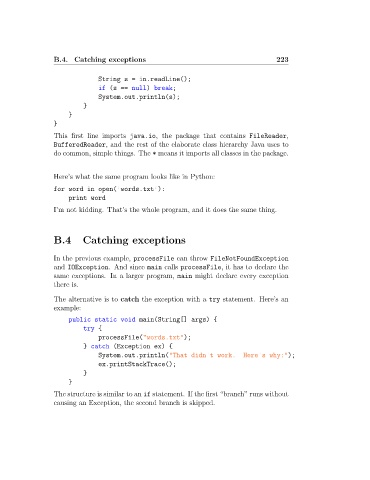 B.4. Catching exceptions 223
String s = in.readLine();
if (s == null) break;
System.out.println(s);
}
}
}
This first line imports java.io, the package that contains FileReader,
BufferedReader, and the rest of the elaborate class hierarchy Java uses to
do common, simple things. The * means it imports all classes in the package.
Here's what the same program looks like in Python:
for word in open('words.txt'):
print word
I'm not kidding. That's the whole program, and it does the same thing.
B.4 Catching exceptions
In the previous example, processFile can throw FileNotFoundException
and IOException. And since main calls processFile, it has to declare the
same exceptions. In a larger program, main might declare every exception
there is.
The alternative is to catch the exception with a try statement. Here's an
example:
public static void main(String[] args) {
try {
processFile("words.txt");
} catch (Exception ex) {
System.out.println("That didn t work. Here s why:");
ex.printStackTrace();
}
}
The structure is similar to an if statement. If the first "branch" runs without
causing an Exception, the second branch is skipped.